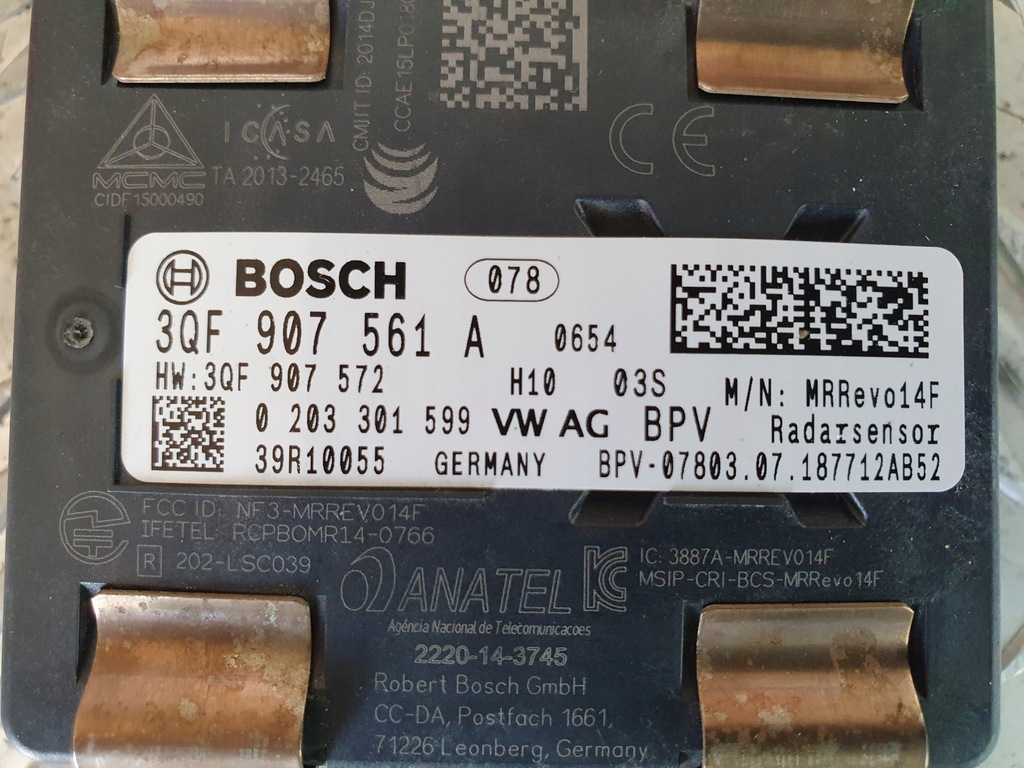 CMIIT ID: 2014DJ
CCAE15LP0180
ICASA
TA 2013-2465
MCMC
CIDF15000490
CE
BOSCH 078
3QF 907 561 A 0654
HW:3QF 907 572 H10 03S M/N: MRRevo14F
0 203 301 599 VW AG BPV Radarsensor
39R10055 GERMANY BPV-07803.07.187712AB52
FCC ID: NF3-MRREVO14F
IFETEL: RCPBOMR14-0766
R 202-LSC039
ANATEL
Agência Nacional de Telecomunicacoes
2220-14-3745
IC: 3887A-MRREVO14F
MSIP-CRI-BCS-MRRevo14F
Robert Bosch GmbH
CC-DA, Postfach 1661,
71226 Leonberg, Germany